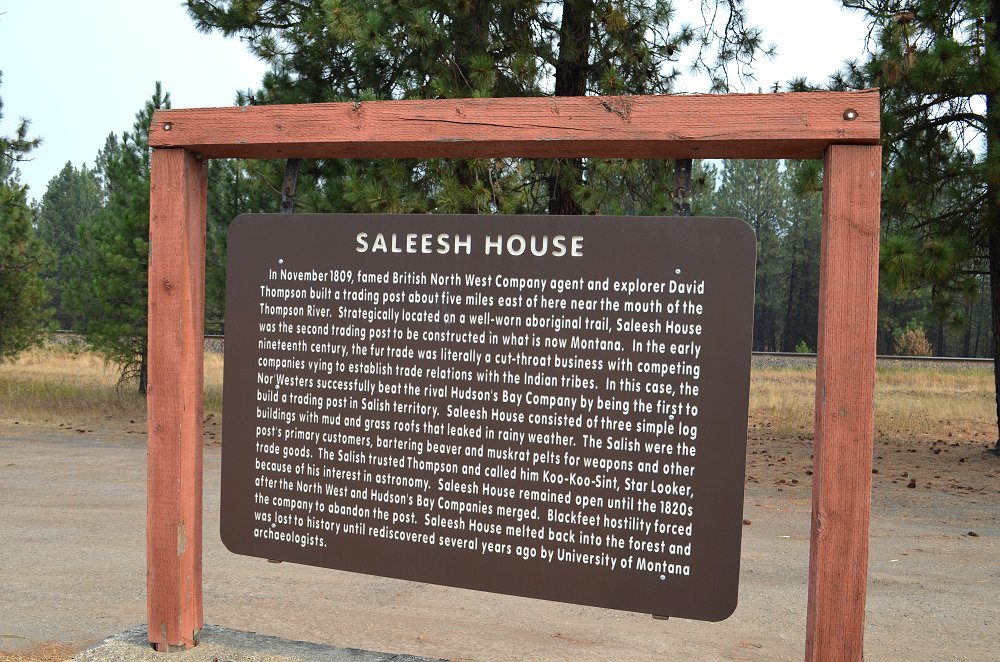 SALEESH HOUSE
In November 1809, famed British North West Company agent and explorer David
Thompson built a trading post about five miles east of here near the mouth of the
Thompson River. Strategically located on a well-worn aboriginal trail, Saleesh House
was the second trading post to be constructed in what is now Montana. In the early
nineteenth century, the fur trade was literally a cut-throat business with competing
companies vying to establish trade relations with the Indian tribes. In this case, the
Nor'Westers successfully beat the rival Hudson's Bay Company by being the first to
build a trading post in Salish territory. Saleesh House consisted of three simple log
buildings with mud and grass roofs that leaked in rainy weather. The Salish were the
post's primary customers, bartering beaver and muskrat pelts for weapons and other
trade goods. The Salish trusted Thompson and called him Koo-Koo-Sint, Star Looker,
because of his interest in astronomy. Saleesh House remained open until the 1820s
after the North West and Hudson's Bay Companies merged. Blackfeet hostility forced
the company to abandon the post. Saleesh House melted back into the forest and
was lost to history until rediscovered several years ago by University of Montana
archaeologists.